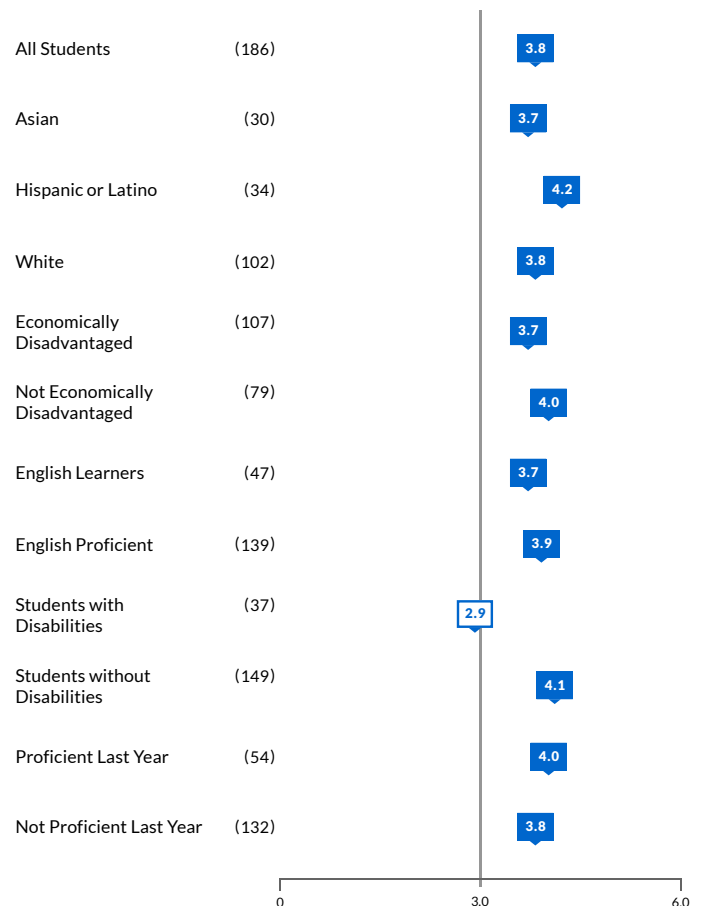 All Students (186) 3.8
Asian (30) 3.7
Hispanic or Latino (34) 4.2
White (102) 3.8
Economically (107) 3.7
Disadvantaged
Not Economically (79) 4.0
Disadvantaged
English Learners (47) 3.7
English Proficient (139) 3.9
Students with (37) 2.9
Disabilities
Students without (149) 4.1
Disabilities
Proficient Last Year (54) 4.0
Not Proficient Last Year (132) 3.8
0 3.0 6.0